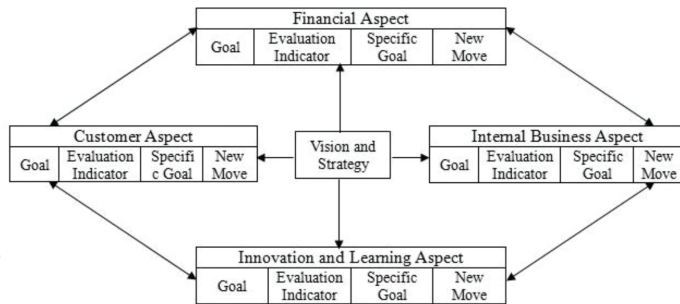 Financial Aspect
Goal
Evaluation
Indicator
Specific
Goal
New
Move
Customer Aspect
Goal
Evaluation
Indicator
Specifi
c Goal
New
Move
Vision and
Strategy
Internal Business Aspect
Goal
Evaluation
Indicator
Specific
Goal
New
Move
Innovation and Learning Aspect
Goal
Evaluation
Indicator
Specific
Goal
New
Move